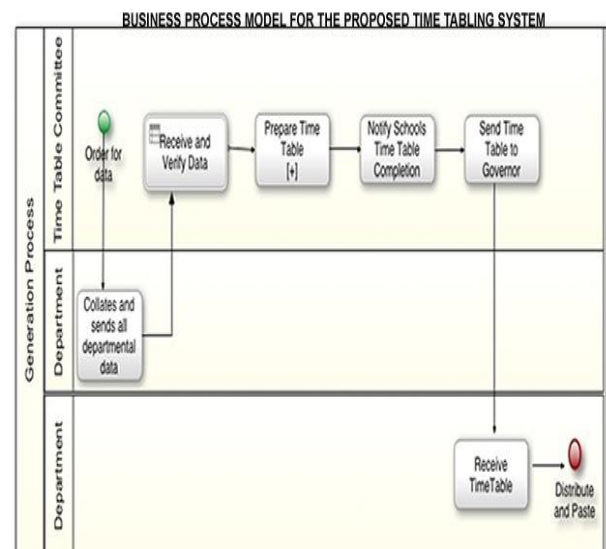 BUSINESS PROCESS MODEL FOR THE PROPOSED TIME TABLING SYSTEM
Generation Process
Time Table Committee
Order for
data
Receive and
Verify Data
Prepare Time
Table
[+]
Notify Schools
Time Table
Completion
Send Time
Table to
Governor
Department
Collates and
sends all
departmental
data
Department
Receive
TimeTable
Distribute
and Paste